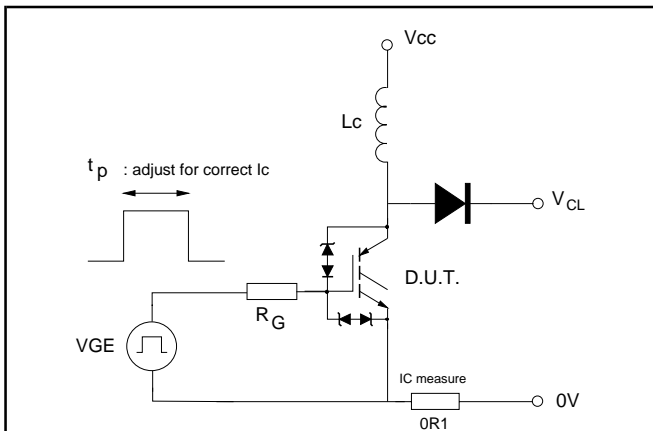 Vcc
Lc
tp : adjust for correct Ic
VCL
D.U.T.
RG
VGE
IC measure
0V
0R1